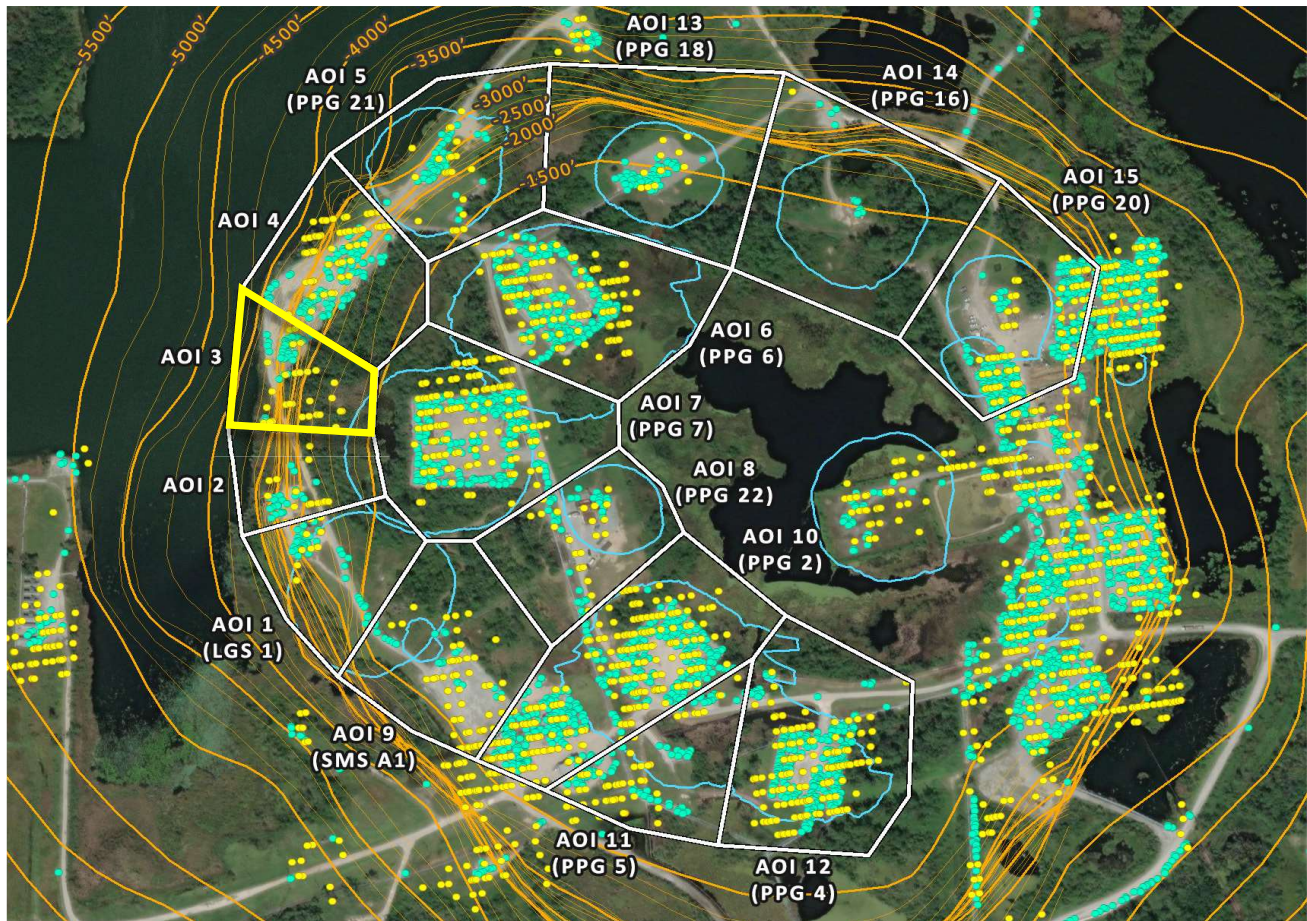 -5500'
-5000'
-4500'
-4000'
-3500'
-3000'
-2500'
-2000'
-1500'
AOI 13
(PPG 18)
AOI 5
(PPG 21)
AOI 14
(PPG 16)
AOI 15
(PPG 20)
AOI 4
AOI 3
AOI 6
(PPG 6)
AOI 7
(PPG 7)
AOI 8
(PPG 22)
AOI 2
AOI 10
(PPG 2)
AOI 1
(LGS 1)
AOI 9
(SMS A1)
AOI 11
(PPG 5)
AOI 12
(PPG 4)